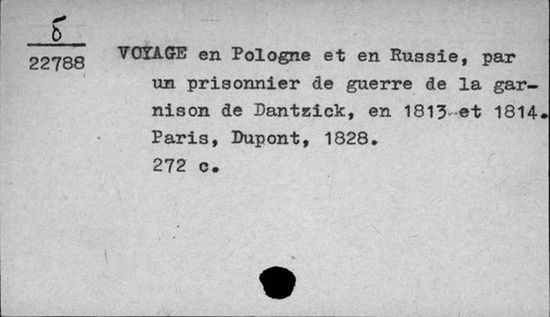 б
22788
VOYAGE en Pologne et en Russie, par
un prisonnier de guerre de la gar-
nison de Dantzick, en 1813 et 1814.
Paris, Dupont, 1828.
272 c.